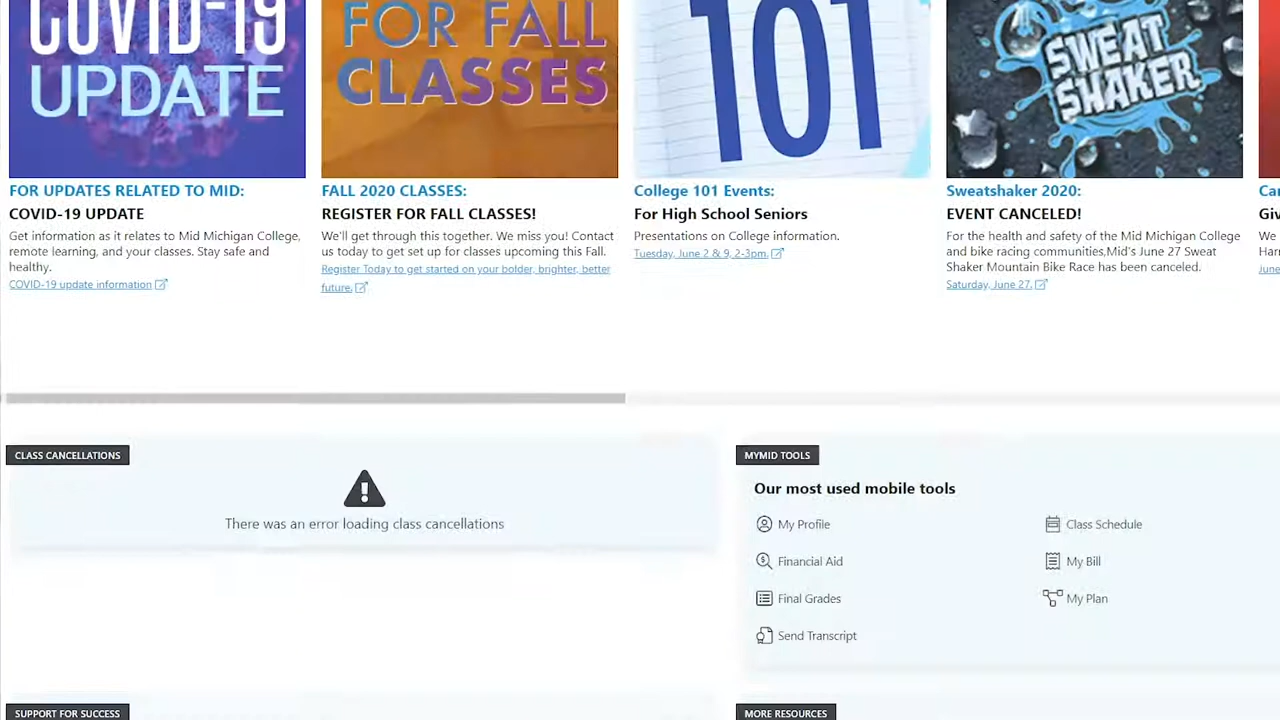 COVID-19
UPDATE
FOR FALL
CLASSES
101
SWEAT
SHAKER
FOR UPDATES RELATED TO MID:
COVID-19 UPDATE
Get information as it relates to Mid Michigan College,
remote learning, and your classes. Stay safe and
healthy.
COVID-19 update information
FALL 2020 CLASSES:
REGISTER FOR FALL CLASSES!
We'll get through this together. We miss you! Contact
us today to get set up for classes upcoming this Fall.
Register Today to get started on your bolder, brighter, better
future.
College 101 Events:
For High School Seniors
Presentations on College information.
Tuesday, June 2 & 9, 2-3pm.
Sweatshaker 2020:
EVENT CANCELED!
For the health and safety of the Mid Michigan College
and bike racing communities,Mid's June 27 Sweat
Shaker Mountain Bike Race has been canceled.
Saturday, June 27.
We
June
CLASS CANCELLATIONS
There was an error loading class cancellations
MYMID TOOLS
Our most used mobile tools
My Profile
Class Schedule
Financial Aid
My Bill
Final Grades
My Plan
Send Transcript
SUPPORT FOR SUCCESS
MORE RESOURCES